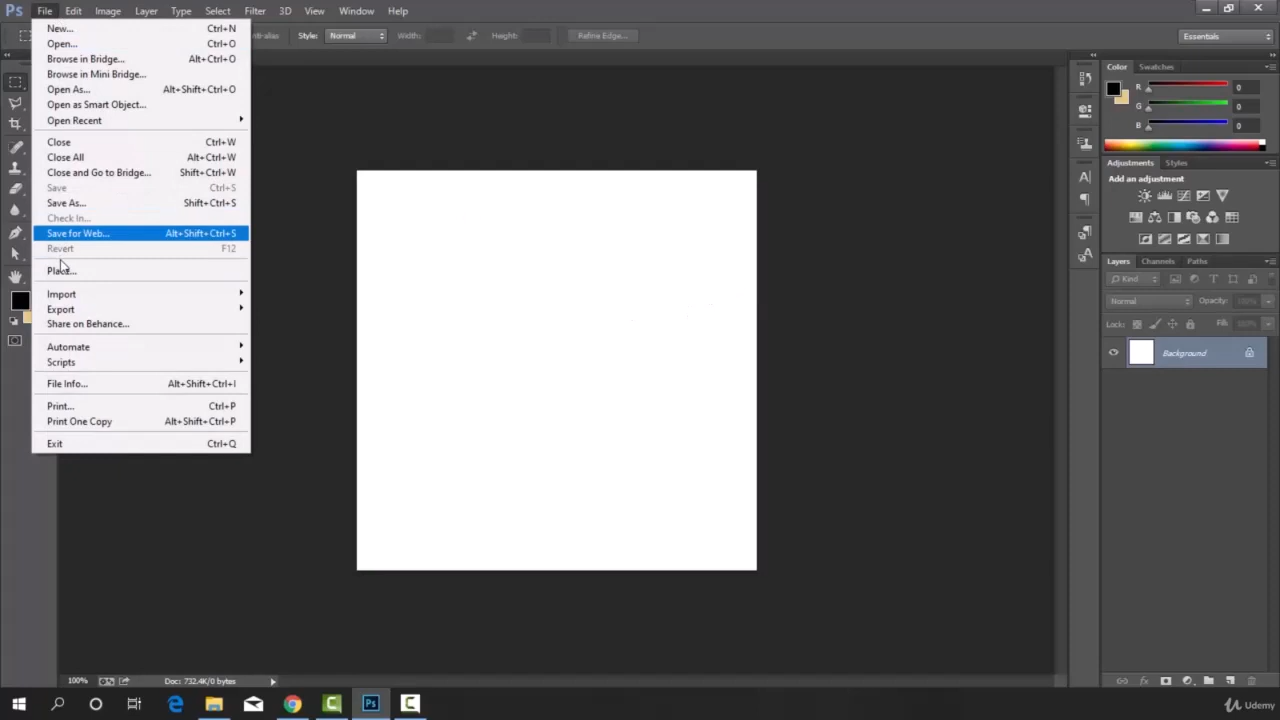 Ps File Edit Image Layer Type Select Filter 3D View Window Help
Style: Normal Width: Height: Refine Edge... Essentials
New... Ctrl+N
Open... Ctrl+O
Browse in Bridge... Alt+Ctrl+O
Browse in Mini Bridge...
Open As... Alt+Shift+Ctrl+O
Open as Smart Object...
Open Recent
Close Ctrl+W
Close All Alt+Ctrl+W
Close and Go to Bridge... Shift+Ctrl+W
Save Ctrl+S
Save As... Shift+Ctrl+S
Check In...
Save for Web... Alt+Shift+Ctrl+S
Revert F12
Place...
Import
Export
Share on Behance...
Automate
Scripts
File Info... Alt+Shift+Ctrl+I
Print... Ctrl+P
Print One Copy Alt+Shift+Ctrl+P
Exit Ctrl+Q
Color Swatches
R 0
G 0
B 0
Adjustments Styles
Add an adjustment
Layers Channels Paths
Kind
Normal Opacity: 100%
Lock: Fill: 100%
Background
100% Doc: 732.4K/0 bytes
Ps
Udemy